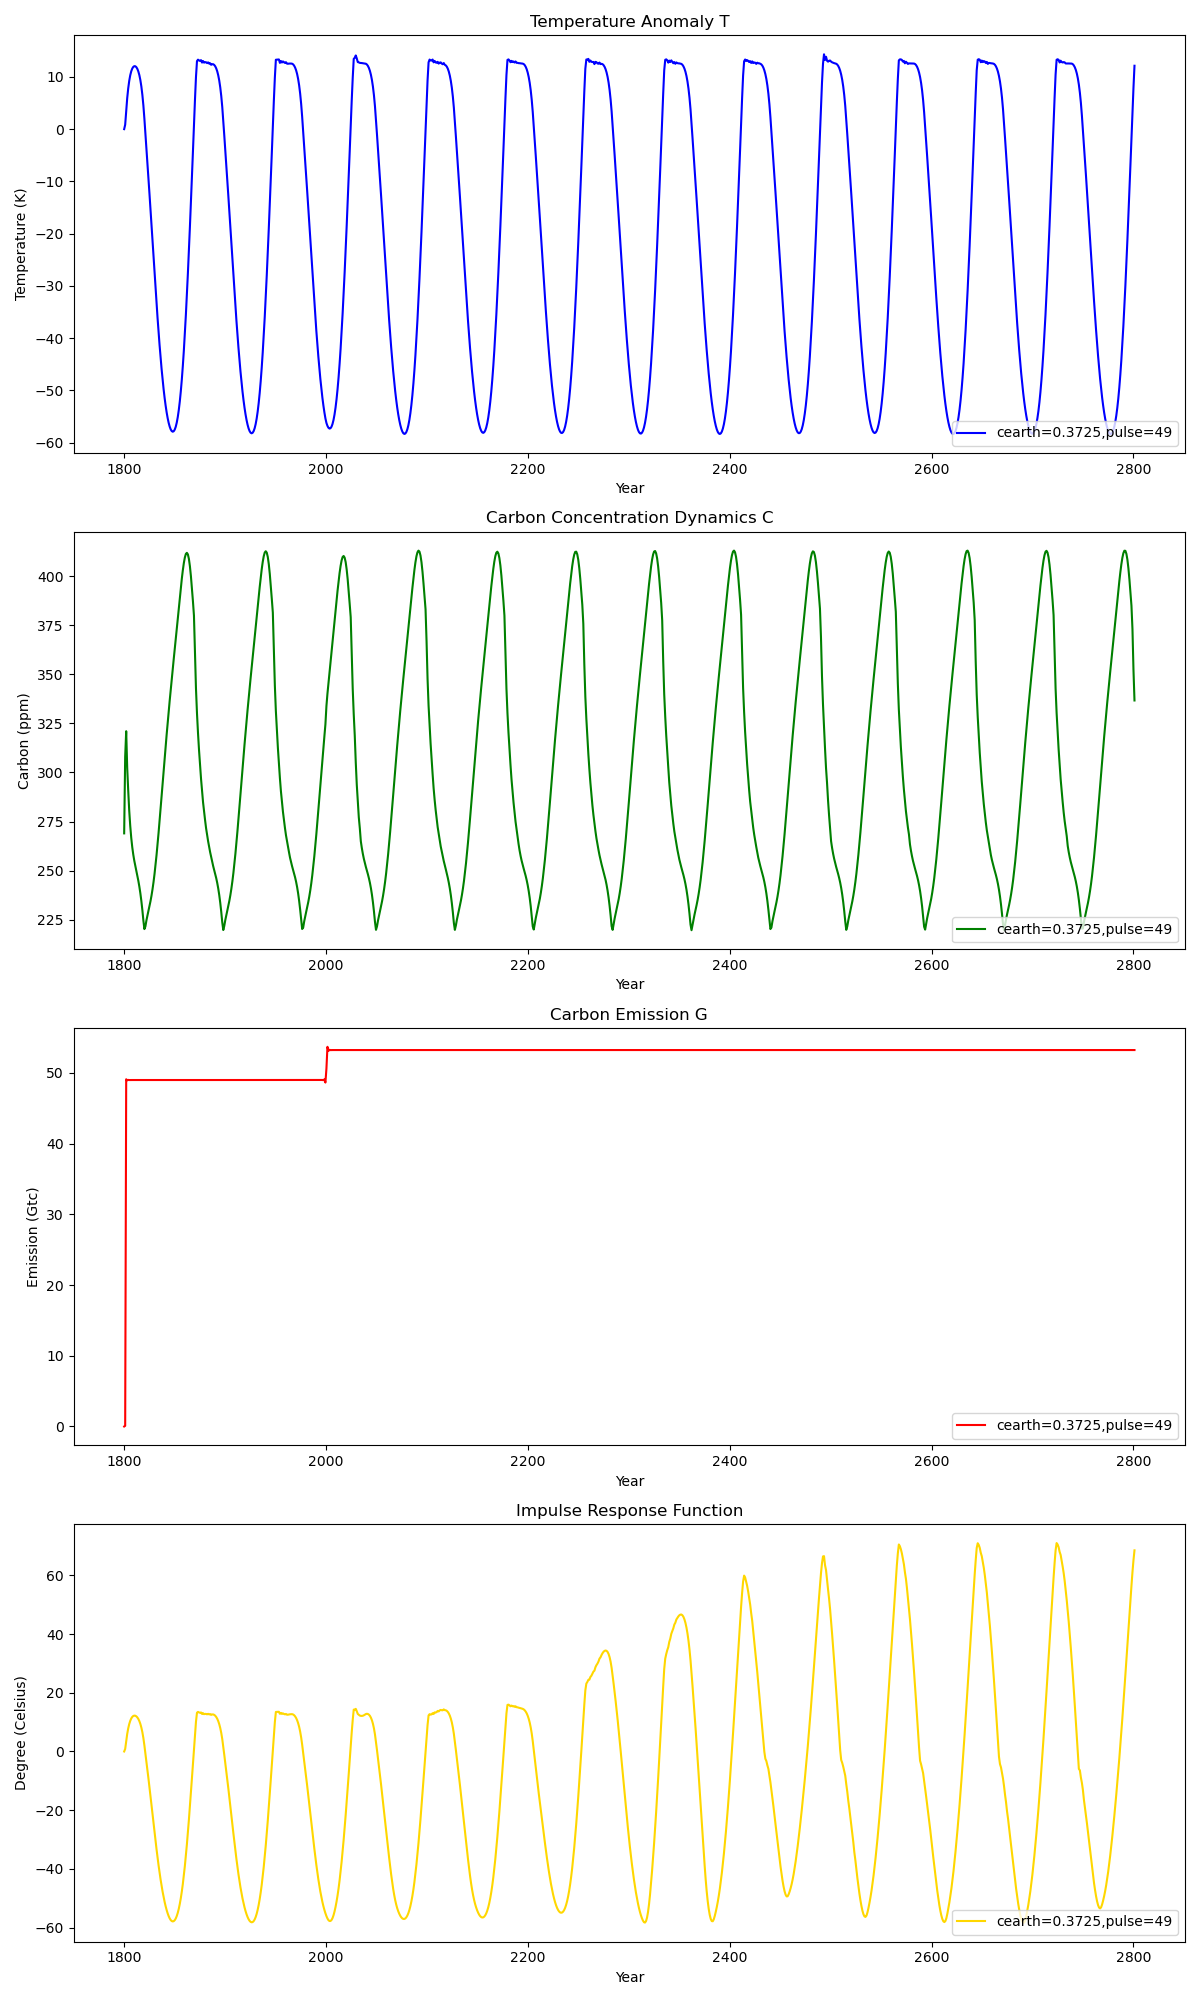 Temperature Anomaly T
10
0
−10
−20
−30
−40
−50
−60
Temperature (K)
cearth=0.3725,pulse=49
1800 2000 2200 2400 2600 2800
Year
Carbon Concentration Dynamics C
400
375
350
325
300
275
250
225
Carbon (ppm)
cearth=0.3725,pulse=49
1800 2000 2200 2400 2600 2800
Year
Carbon Emission G
50
40
30
20
10
0
Emission (Gtc)
cearth=0.3725,pulse=49
1800 2000 2200 2400 2600 2800
Year
Impulse Response Function
60
40
20
0
−20
−40
−60
Degree (Celsius)
cearth=0.3725,pulse=49
1800 2000 2200 2400 2600 2800
Year